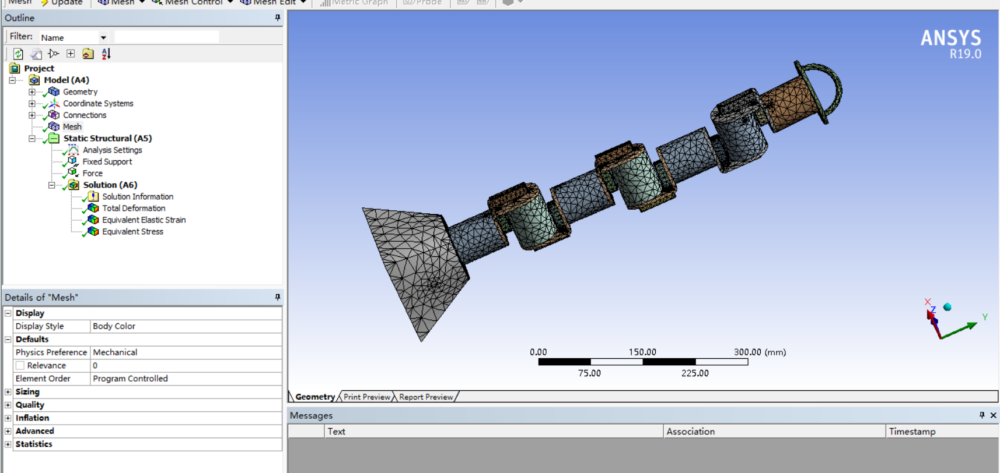 Mesh Update Mesh Mesh Control Mesh Edit Metric Graph Probe MAX MIN
Outline
Filter: Name
Project
Model (A4)
Geometry
Coordinate Systems
Connections
Mesh
Static Structural (A5)
Analysis Settings
Fixed Support
Force
Solution (A6)
Solution Information
Total Deformation
Equivalent Elastic Strain
Equivalent Stress
Details of "Mesh"
Display
Display Style Body Color
Defaults
Physics Preference Mechanical
Relevance 0
Element Order Program Controlled
Sizing
Quality
Inflation
Advanced
Statistics
ANSYS
R19.0
X
Z
Y
0.00 150.00 300.00 (mm)
75.00 225.00
Geometry Print Preview Report Preview
Messages
Text Association Timestamp